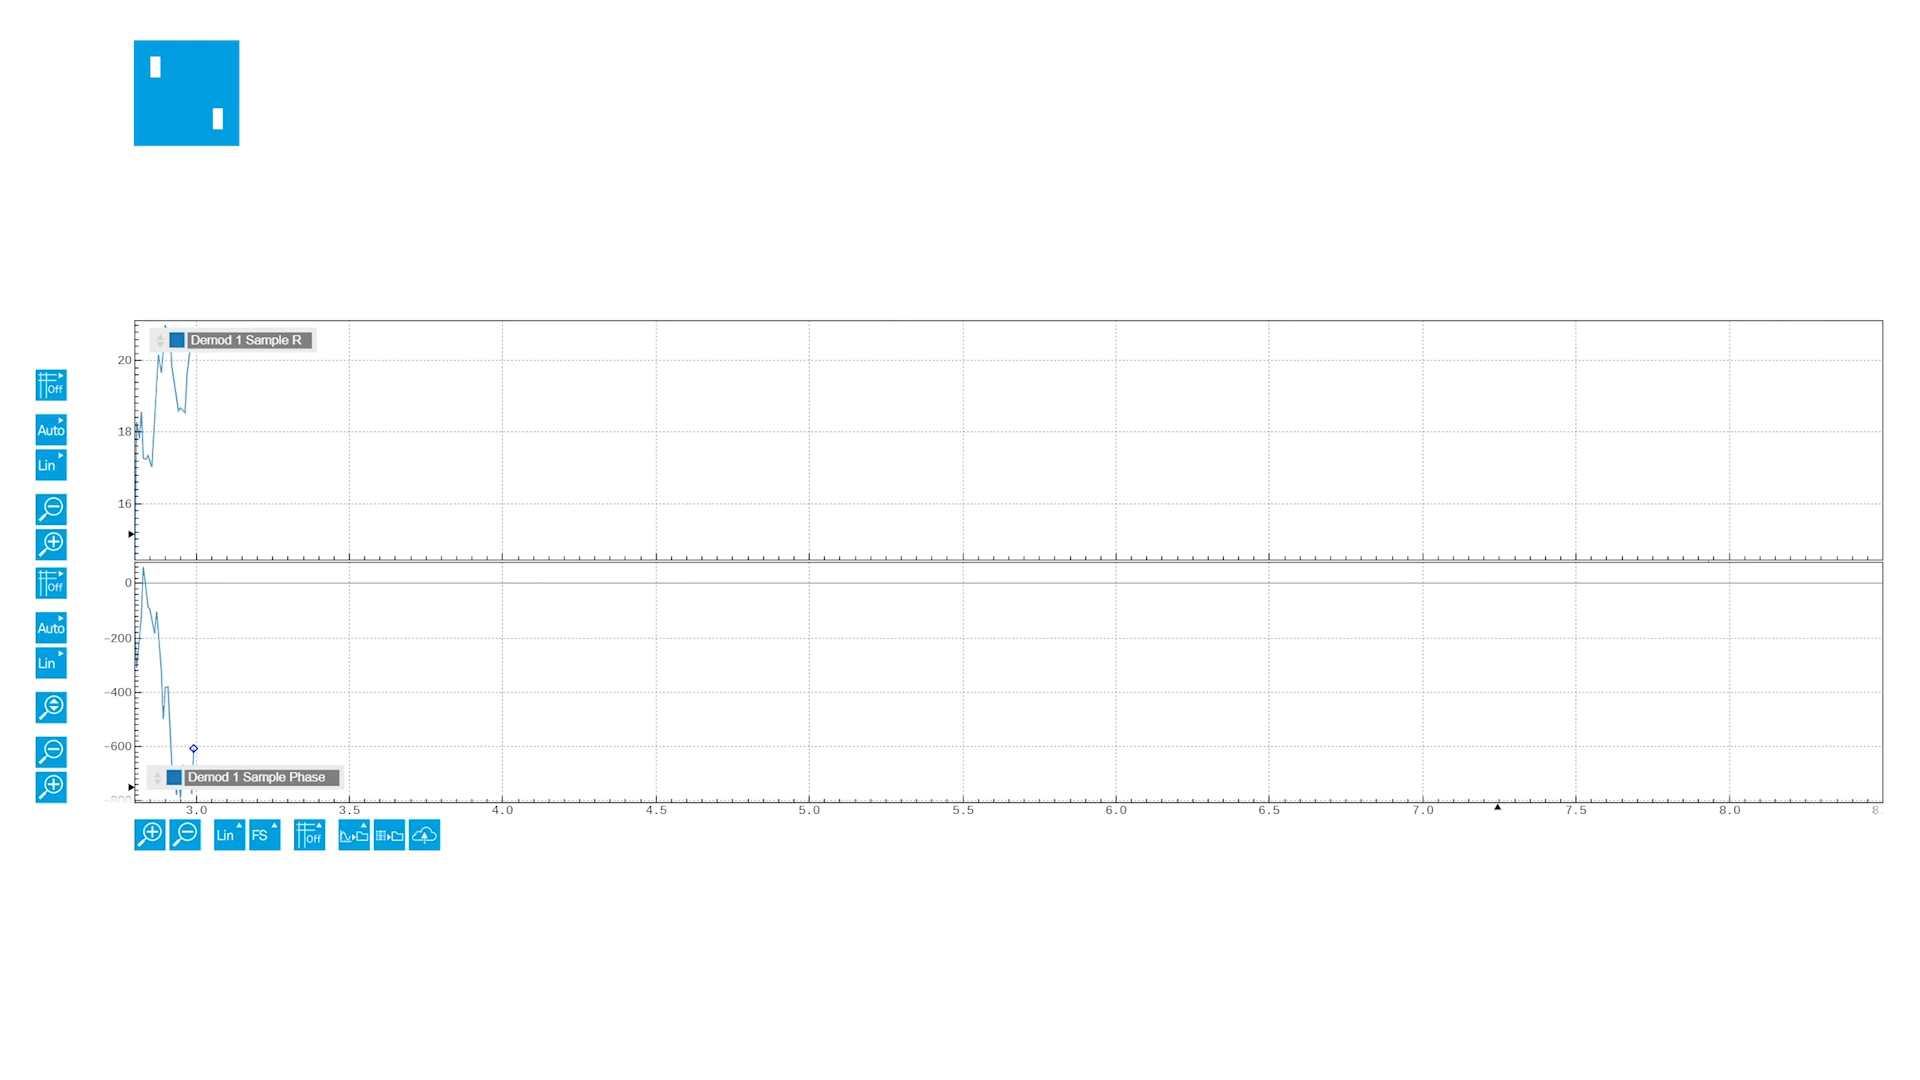 Demod 1 Sample R
20
Off
Auto
18
Lin
16
Off
0
Auto
-200
Lin
-400
-600
Demod 1 Sample Phase
-800
3.0 3.5 4.0 4.5 5.0 5.5 6.0 6.5 7.0 7.5 8.0
Lin FS Off